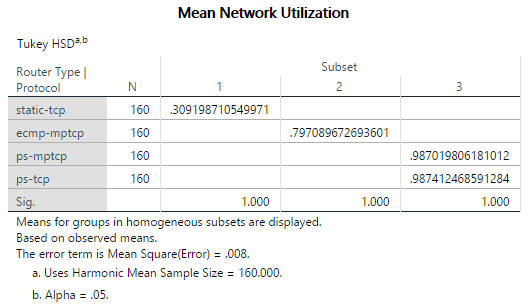 Mean Network Utilization
Tukey HSDa,b
Router Type | Protocol N Subset
1 2 3
static-tcp 160 .309198710549971
ecmp-mptcp 160 .797089672693601
ps-mptcp 160 .987019806181012
ps-tcp 160 .987412468591284
Sig. 1.000 1.000 1.000
Means for groups in homogeneous subsets are displayed.
Based on observed means.
The error term is Mean Square(Error) = .008.
a. Uses Harmonic Mean Sample Size = 160.000.
b. Alpha = .05.